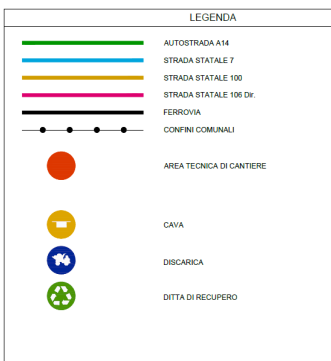 LEGENDA
AUTOSTRADA A14
STRADA STATALE 7
STRADA STATALE 100
STRADA STATALE 106 Dir.
FERROVIA
CONFINI COMUNALI
AREA TECNICA DI CANTIERE
CAVA
DISCARICA
DITTA DI RECUPERO